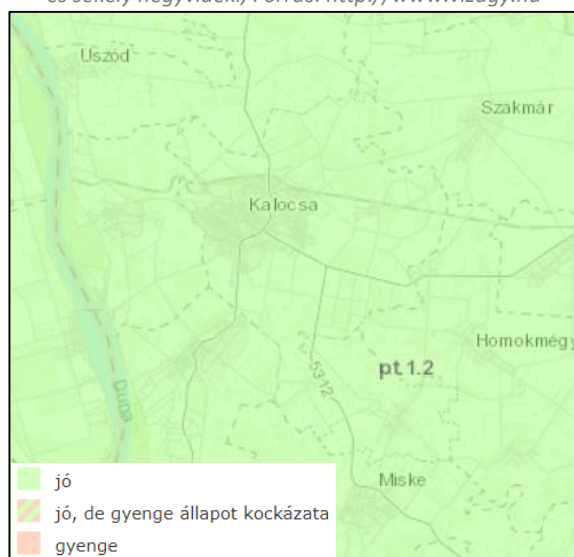 és sekély hegyvidéki, Forrás: http://www.vizugy.hu
Uszód
Szakmár
Kalocsa
Homokmégy
pt.1.2
5312
Duna
Miske
jó
jó, de gyenge állapot kockázata
gyenge